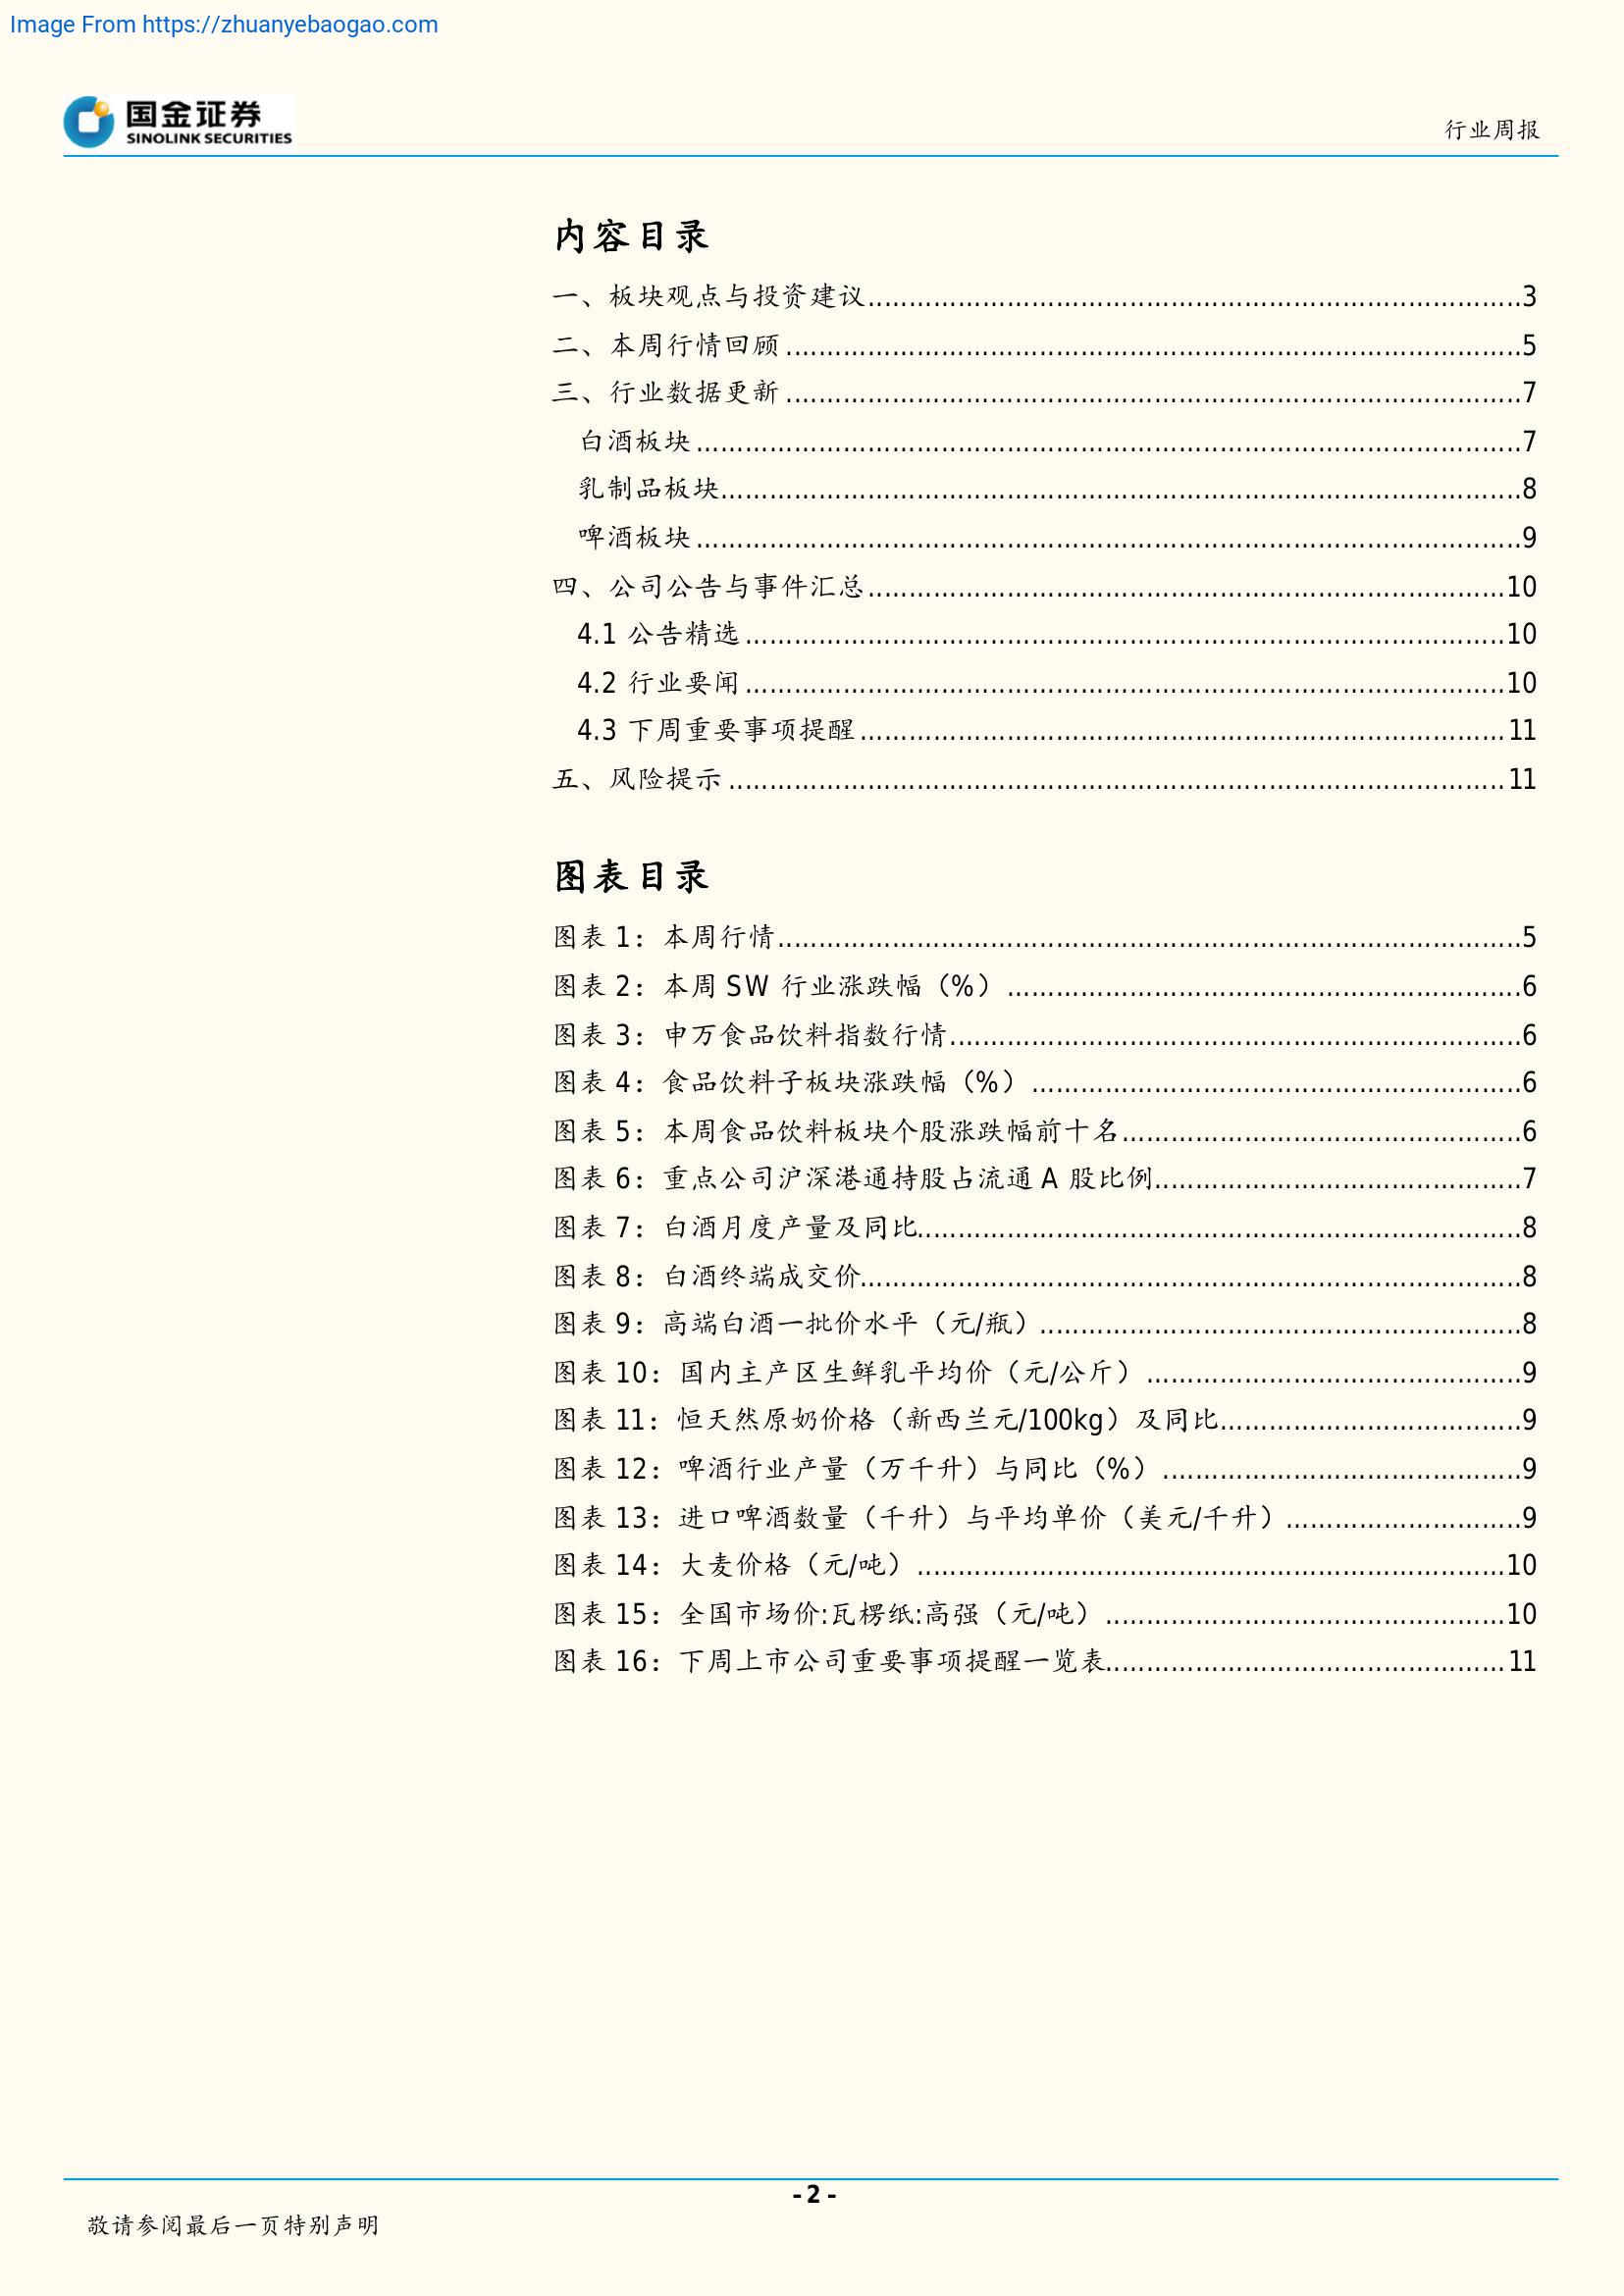 Image From https://zhuanyebaogao.com
国金证券
SINOLINK SECURITIES
行业周报
内容目录
一、板块观点与投资建议................................................................................3
二、本周行情回顾..........................................................................................5
三、行业数据更新..........................................................................................7
白酒板块.....................................................................................................7
乳制品板块..................................................................................................8
啤酒板块.....................................................................................................9
四、公司公告与事件汇总..............................................................................10
4.1 公告精选.............................................................................................10
4.2 行业要闻.............................................................................................10
4.3 下周重要事项提醒...............................................................................11
五、风险提示...............................................................................................11
图表目录
图表 1：本周行情...........................................................................................5
图表 2：本周 SW 行业涨跌幅（%）...............................................................6
图表 3：申万食品饮料指数行情......................................................................6
图表 4：食品饮料子板块涨跌幅（%）............................................................6
图表 5：本周食品饮料板块个股涨跌幅前十名.................................................6
图表 6：重点公司沪深港通持股占流通 A 股比例.............................................7
图表 7：白酒月度产量及同比..........................................................................8
图表 8：白酒终端成交价.................................................................................8
图表 9：高端白酒一批价水平（元/瓶）...........................................................8
图表 10：国内主产区生鲜乳平均价（元/公斤）..............................................9
图表 11：恒天然原奶价格（新西兰元/100kg）及同比.....................................9
图表 12：啤酒行业产量（万千升）与同比（%）............................................9
图表 13：进口啤酒数量（千升）与平均单价（美元/千升）.............................9
图表 14：大麦价格（元/吨）........................................................................10
图表 15：全国市场价:瓦楞纸:高强（元/吨）.................................................10
图表 16：下周上市公司重要事项提醒一览表.................................................11
- 2 -
敬请参阅最后一页特别声明